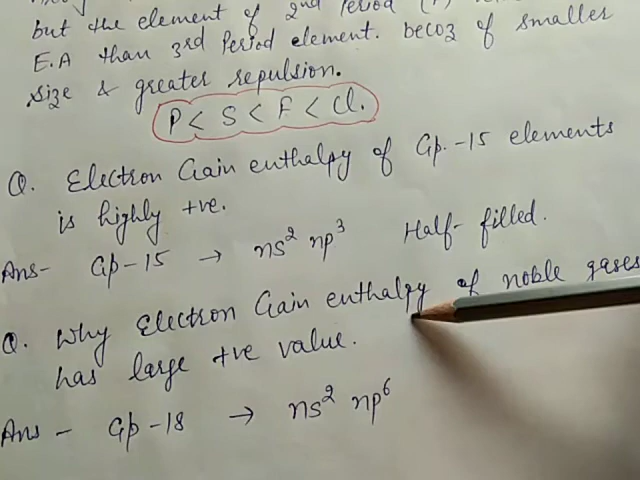 but the element of 2nd Period
E.A than 3rd Period element. becoz of smaller
size & greater repulsion.
P < S < F < Cl.
Q. Electron Gain enthalpy of Gp.-15 elements
is highly +ve.
Ans- Gp-15 → ns² np³ Half-filled.
Q. Why Electron Gain enthalpy of noble gases
has large +ve value.
Ans - Gp-18 → ns² np⁶